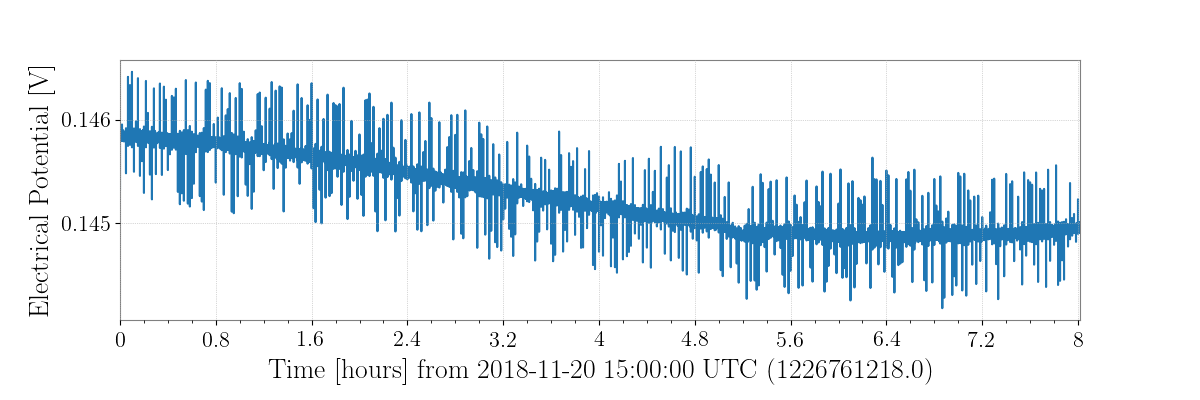 Electrical Potential [V]
0.146
0.145
0 0.8 1.6 2.4 3.2 4 4.8 5.6 6.4 7.2 8
Time [hours] from 2018-11-20 15:00:00 UTC (1226761218.0)